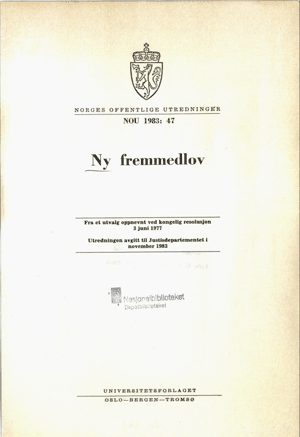 NORGES OFFENTLIGE UTREDNINGER
NOU 1983: 47
Ny fremmedlov
Fra et utvalg oppnevnt ved kongelig resolusjon
3 juni 1977
Utredningen avgitt til Justisdepartementet i
november 1983
Nasjonalbiblioteket
Depotbiblioteket
UNIVERSITETSFORLAGET
OSLO—BERGEN—TROMSØ